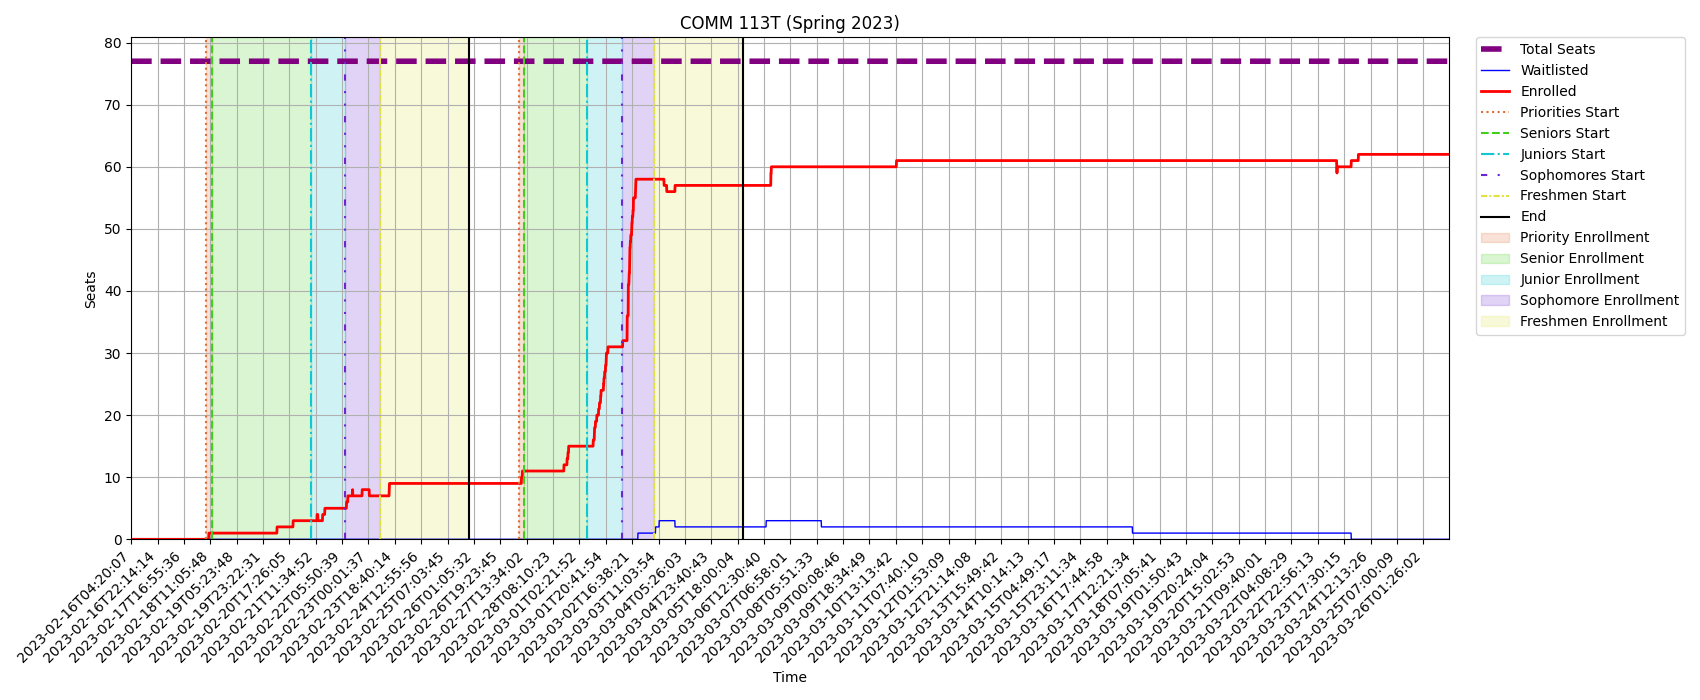 COMM 113T (Spring 2023)
80
70
60
50
40
30
20
10
0
Seats
2023-02-16T04:20:07
2023-02-16T22:14:14
2023-02-17T16:55:36
2023-02-18T11:05:48
2023-02-19T05:23:48
2023-02-19T23:22:31
2023-02-20T17:26:05
2023-02-21T11:34:52
2023-02-22T05:50:39
2023-02-23T00:01:37
2023-02-23T18:40:14
2023-02-24T12:55:56
2023-02-25T07:03:45
2023-02-26T01:05:32
2023-02-26T19:23:45
2023-02-27T13:34:02
2023-02-28T08:10:23
2023-03-01T02:21:52
2023-03-01T20:41:54
2023-03-02T16:38:21
2023-03-03T11:03:54
2023-03-04T05:26:03
2023-03-04T23:40:43
2023-03-05T18:00:04
2023-03-06T12:30:40
2023-03-07T06:58:01
2023-03-08T05:51:33
2023-03-09T00:08:46
2023-03-09T18:34:49
2023-03-10T13:13:42
2023-03-11T07:40:10
2023-03-12T01:53:09
2023-03-12T21:14:08
2023-03-13T15:49:42
2023-03-14T10:14:13
2023-03-15T04:49:17
2023-03-15T23:11:34
2023-03-16T17:44:58
2023-03-17T12:21:34
2023-03-18T07:05:41
2023-03-19T01:50:43
2023-03-19T20:24:04
2023-03-20T15:02:53
2023-03-21T09:40:01
2023-03-22T04:08:29
2023-03-22T22:56:13
2023-03-23T17:30:15
2023-03-24T12:13:26
2023-03-25T07:00:09
2023-03-26T01:26:02
Time
Total Seats
Waitlisted
Enrolled
Priorities Start
Seniors Start
Juniors Start
Sophomores Start
Freshmen Start
End
Priority Enrollment
Senior Enrollment
Junior Enrollment
Sophomore Enrollment
Freshmen Enrollment